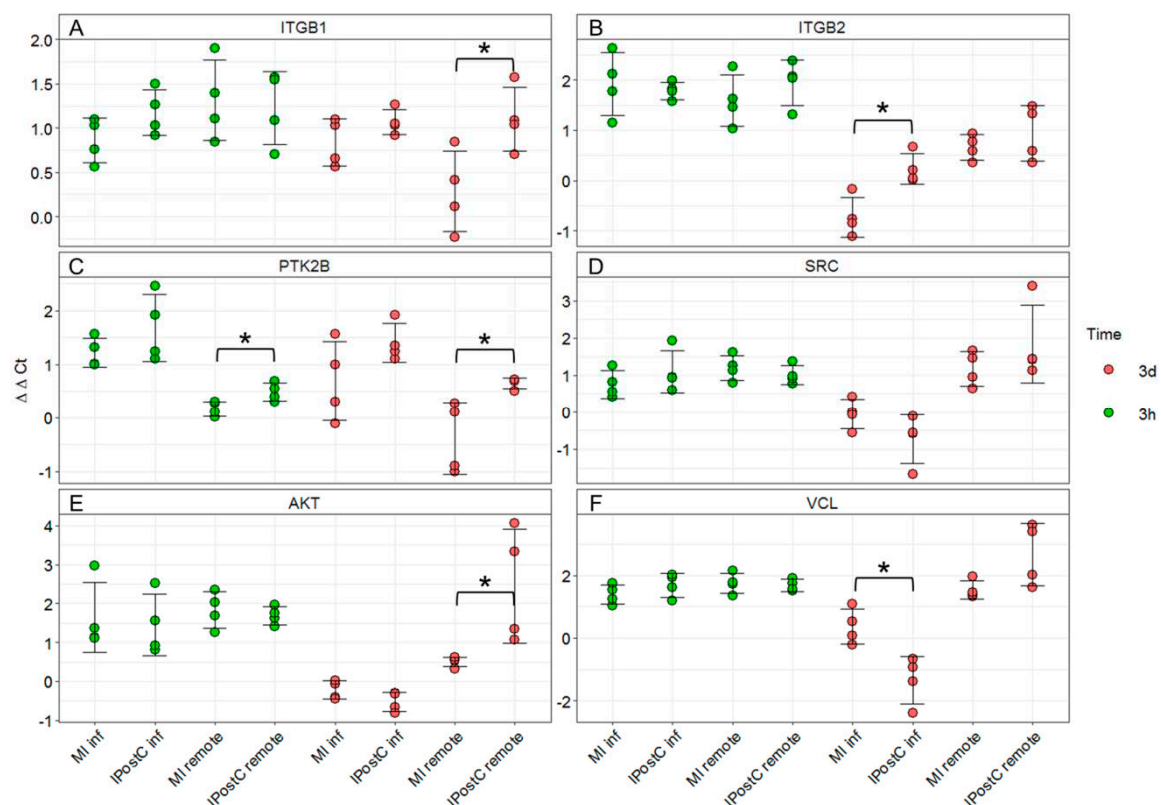 A ITGB1
2.0
1.5
1.0
0.5
0.0
*
B ITGB2
2
1
0
-1
*
C PTK2B
2
1
0
-1
* *
D SRC
3
2
1
0
-1
E AKT
4
3
2
1
0
-1
*
F VCL
2
0
-2
*
Δ Δ Ct
MI inf
IPostC inf
MI remote
IPostC remote
MI inf
IPostC inf
MI remote
IPostC remote
MI inf
IPostC inf
MI remote
IPostC remote
MI inf
IPostC inf
MI remote
IPostC remote
Time
3d
3h